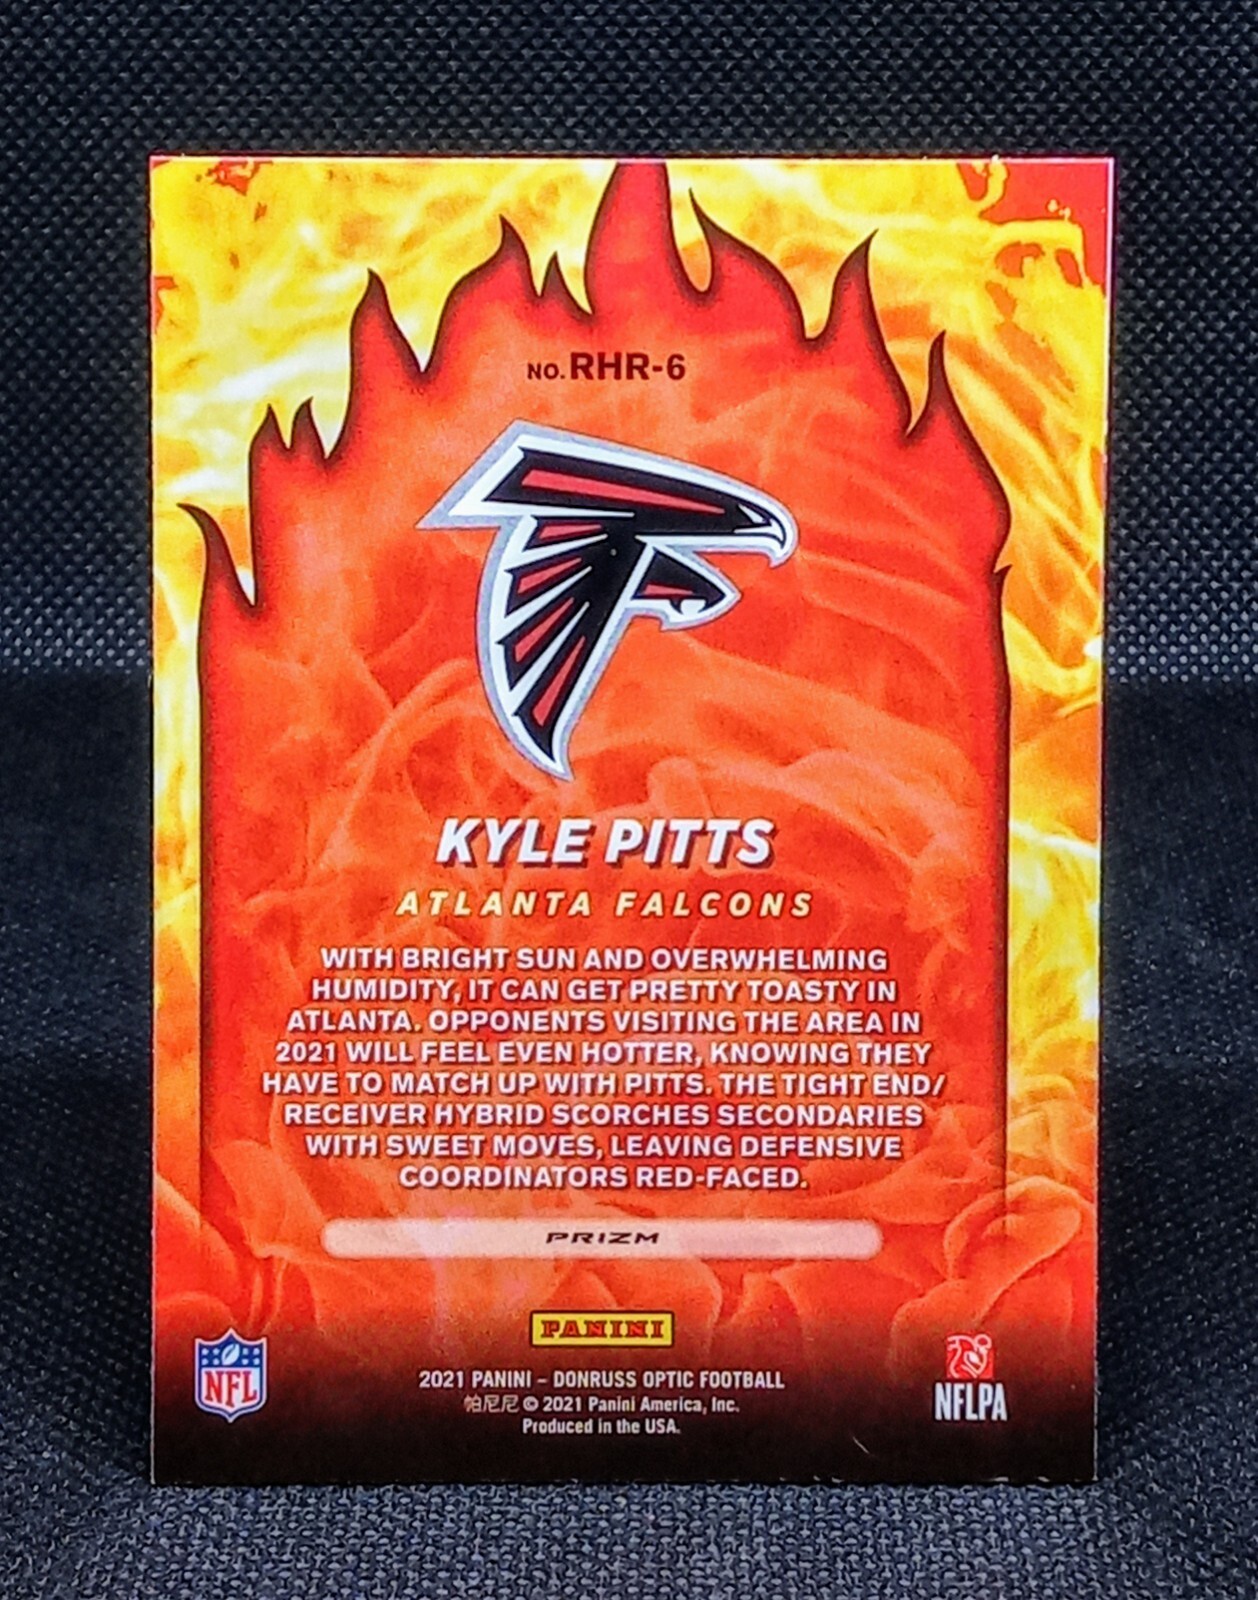 NO. RHR-6
KYLE PITTS
ATLANTA FALCONS
WITH BRIGHT SUN AND OVERWHELMING
HUMIDITY, IT CAN GET PRETTY TOASTY IN
ATLANTA. OPPONENTS VISITING THE AREA IN
2021 WILL FEEL EVEN HOTTER, KNOWING THEY
HAVE TO MATCH UP WITH PITTS. THE TIGHT END/
RECEIVER HYBRID SCORCHES SECONDARIES
WITH SWEET MOVES, LEAVING DEFENSIVE
COORDINATORS RED-FACED.
PRIZM
PANINI
NFL
2021 PANINI – DONRUSS OPTIC FOOTBALL
帕尼尼 © 2021 Panini America, Inc.
Produced in the USA.
NFLPA